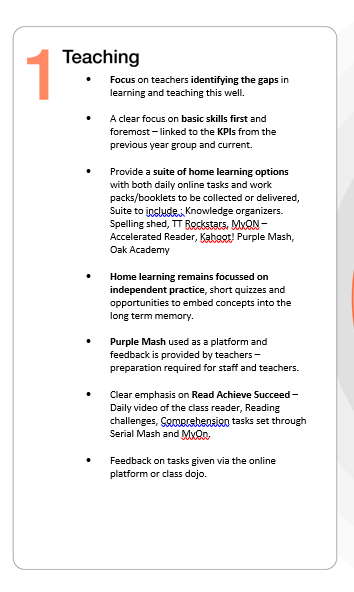 1 Teaching
• Focus on teachers identifying the gaps in
learning and teaching this well.
• A clear focus on basic skills first and
foremost – linked to the KPIs from the
previous year group and current.
• Provide a suite of home learning options
with both daily online tasks and work
packs/booklets to be collected or delivered,
Suite to include : Knowledge organizers.
Spelling shed, TT Rockstars, MyON –
Accelerated Reader, Kahoot! Purple Mash,
Oak Academy
• Home learning remains focussed on
independent practice, short quizzes and
opportunities to embed concepts into the
long term memory.
• Purple Mash used as a platform and
feedback is provided by teachers –
preparation required for staff and teachers.
• Clear emphasis on Read Achieve Succeed –
Daily video of the class reader, Reading
challenges, Comprehension tasks set through
Serial Mash and MyOn.
• Feedback on tasks given via the online
platform or class dojo.